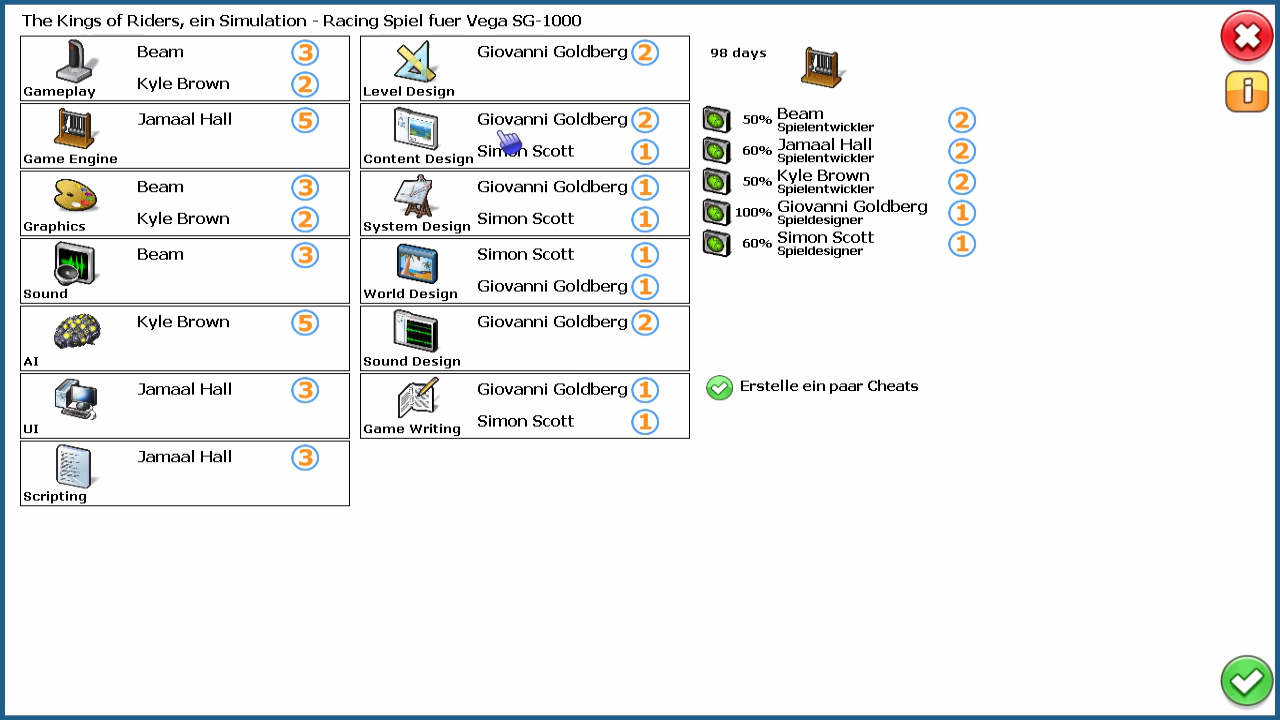 The Kings of Riders, ein Simulation - Racing Spiel fuer Vega SG-1000
Beam 3
Kyle Brown 2
Gameplay
Jamaal Hall 5
Game Engine
Beam 3
Kyle Brown 2
Graphics
Beam 3
Sound
Kyle Brown 5
AI
Jamaal Hall 3
UI
Jamaal Hall 3
Scripting
Giovanni Goldberg 2
Level Design
Giovanni Goldberg 2
Simon Scott 1
Content Design
Giovanni Goldberg 1
Simon Scott 1
System Design
Simon Scott 1
Giovanni Goldberg 1
World Design
Giovanni Goldberg 2
Sound Design
Giovanni Goldberg 1
Simon Scott 1
Game Writing
98 days
50% Beam 2
Spielentwickler
60% Jamaal Hall 2
Spielentwickler
50% Kyle Brown 2
Spielentwickler
100% Giovanni Goldberg 1
Spieldesigner
60% Simon Scott 1
Spieldesigner
Erstelle ein paar Cheats